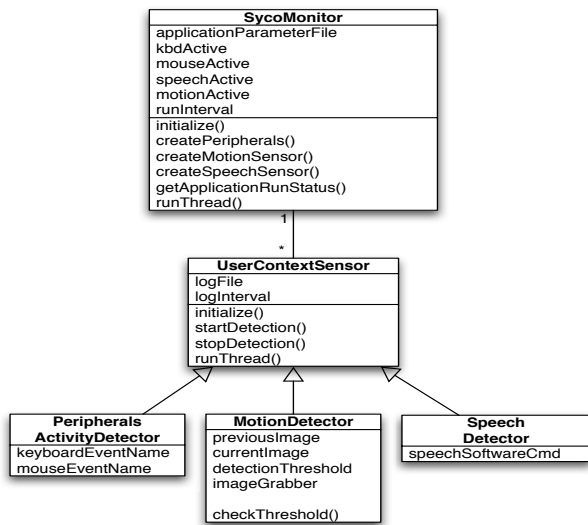 SycoMonitor
applicationParameterFile
kbdActive
mouseActive
speechActive
motionActive
runInterval
initialize()
createPeripherals()
createMotionSensor()
createSpeechSensor()
getApplicationRunStatus()
runThread()
1
*
UserContextSensor
logFile
logInterval
initialize()
startDetection()
stopDetection()
runThread()
Peripherals
ActivityDetector
keyboardEventName
mouseEventName
MotionDetector
previousImage
currentImage
detectionThreshold
imageGrabber
checkThreshold()
Speech
Detector
speechSoftwareCmd